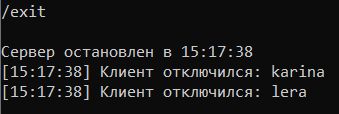 /exit
Сервер остановлен в 15:17:38
[15:17:38] Клиент отключился: karina
[15:17:38] Клиент отключился: lera